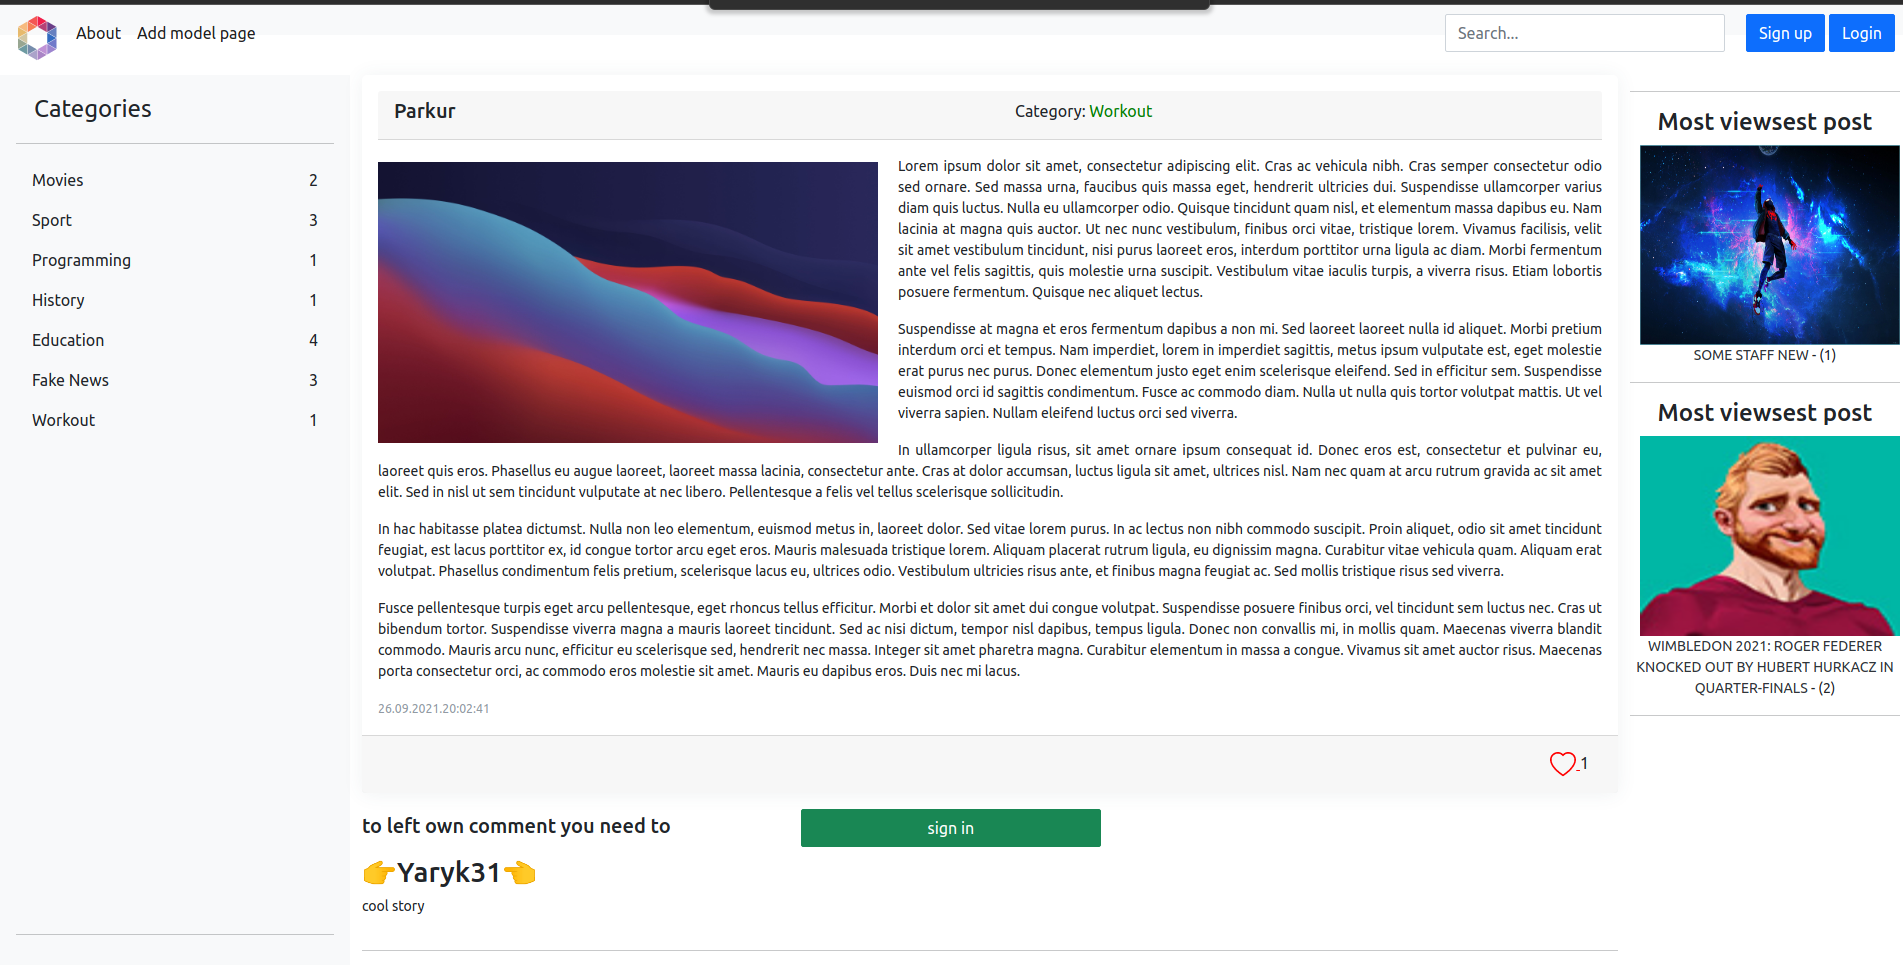 About Add model page Search... Sign up Login
Categories
Movies 2
Sport 3
Programming 1
History 1
Education 4
Fake News 3
Workout 1
Parkur Category: Workout
Lorem ipsum dolor sit amet, consectetur adipiscing elit. Cras ac vehicula nibh. Cras semper consectetur odio
sed ornare. Sed massa urna, faucibus quis massa eget, hendrerit ultricies dui. Suspendisse ullamcorper varius
diam quis luctus. Nulla eu ullamcorper odio. Quisque tincidunt quam nisl, et elementum massa dapibus eu. Nam
lacinia at magna quis auctor. Ut nec nunc vestibulum, finibus orci vitae, tristique lorem. Vivamus facilisis, velit
sit amet vestibulum tincidunt, nisi purus laoreet eros, interdum porttitor urna ligula ac diam. Morbi fermentum
ante vel felis sagittis, quis molestie urna suscipit. Vestibulum vitae iaculis turpis, a viverra risus. Etiam lobortis
posuere fermentum. Quisque nec aliquet lectus.
Suspendisse at magna et eros fermentum dapibus a non mi. Sed laoreet laoreet nulla id aliquet. Morbi pretium
interdum orci et tempus. Nam imperdiet, lorem in imperdiet sagittis, metus ipsum vulputate est, eget molestie
erat purus nec purus. Donec elementum justo eget enim scelerisque eleifend. Sed in efficitur sem. Suspendisse
euismod orci id sagittis condimentum. Fusce ac commodo diam. Nulla ut nulla quis tortor volutpat mattis. Ut vel
viverra sapien. Nullam eleifend luctus orci sed viverra.
In ullamcorper ligula risus, sit amet ornare ipsum consequat id. Donec eros est, consectetur et pulvinar eu,
laoreet quis eros. Phasellus eu augue laoreet, laoreet massa lacinia, consectetur ante. Cras at dolor accumsan, luctus ligula sit amet, ultrices nisl. Nam nec quam at arcu rutrum gravida ac sit amet
elit. Sed in nisl ut sem tincidunt vulputate at nec libero. Pellentesque a felis vel tellus scelerisque sollicitudin.
In hac habitasse platea dictumst. Nulla non leo elementum, euismod metus in, laoreet dolor. Sed vitae lorem purus. In ac lectus non nibh commodo suscipit. Proin aliquet, odio sit amet tincidunt
feugiat, est lacus porttitor ex, id congue tortor arcu eget eros. Mauris malesuada tristique lorem. Aliquam placerat rutrum ligula, eu dignissim magna. Curabitur vitae vehicula quam. Aliquam erat
volutpat. Phasellus condimentum felis pretium, scelerisque lacus eu, ultrices odio. Vestibulum ultricies risus ante, et finibus magna feugiat ac. Sed mollis tristique risus sed viverra.
Fusce pellentesque turpis eget arcu pellentesque, eget rhoncus tellus efficitur. Morbi et dolor sit amet dui congue volutpat. Suspendisse posuere finibus orci, vel tincidunt sem luctus nec. Cras ut
bibendum tortor. Suspendisse viverra magna a mauris laoreet tincidunt. Sed ac nisi dictum, tempor nisl dapibus, tempus ligula. Donec non convallis mi, in mollis quam. Maecenas viverra blandit
commodo. Mauris arcu nunc, efficitur eu scelerisque sed, hendrerit nec massa. Integer sit amet pharetra magna. Curabitur elementum in massa a congue. Vivamus sit amet auctor risus. Maecenas
porta consectetur orci, ac commodo eros molestie sit amet. Mauris eu dapibus eros. Duis nec mi lacus.
26.09.2021.20:02:41
1
to left own comment you need to sign in
👉Yaryk31👈
cool story
Most viewsest post
SOME STAFF NEW - (1)
Most viewsest post
WIMBLEDON 2021: ROGER FEDERER
KNOCKED OUT BY HUBERT HURKACZ IN
QUARTER-FINALS - (2)